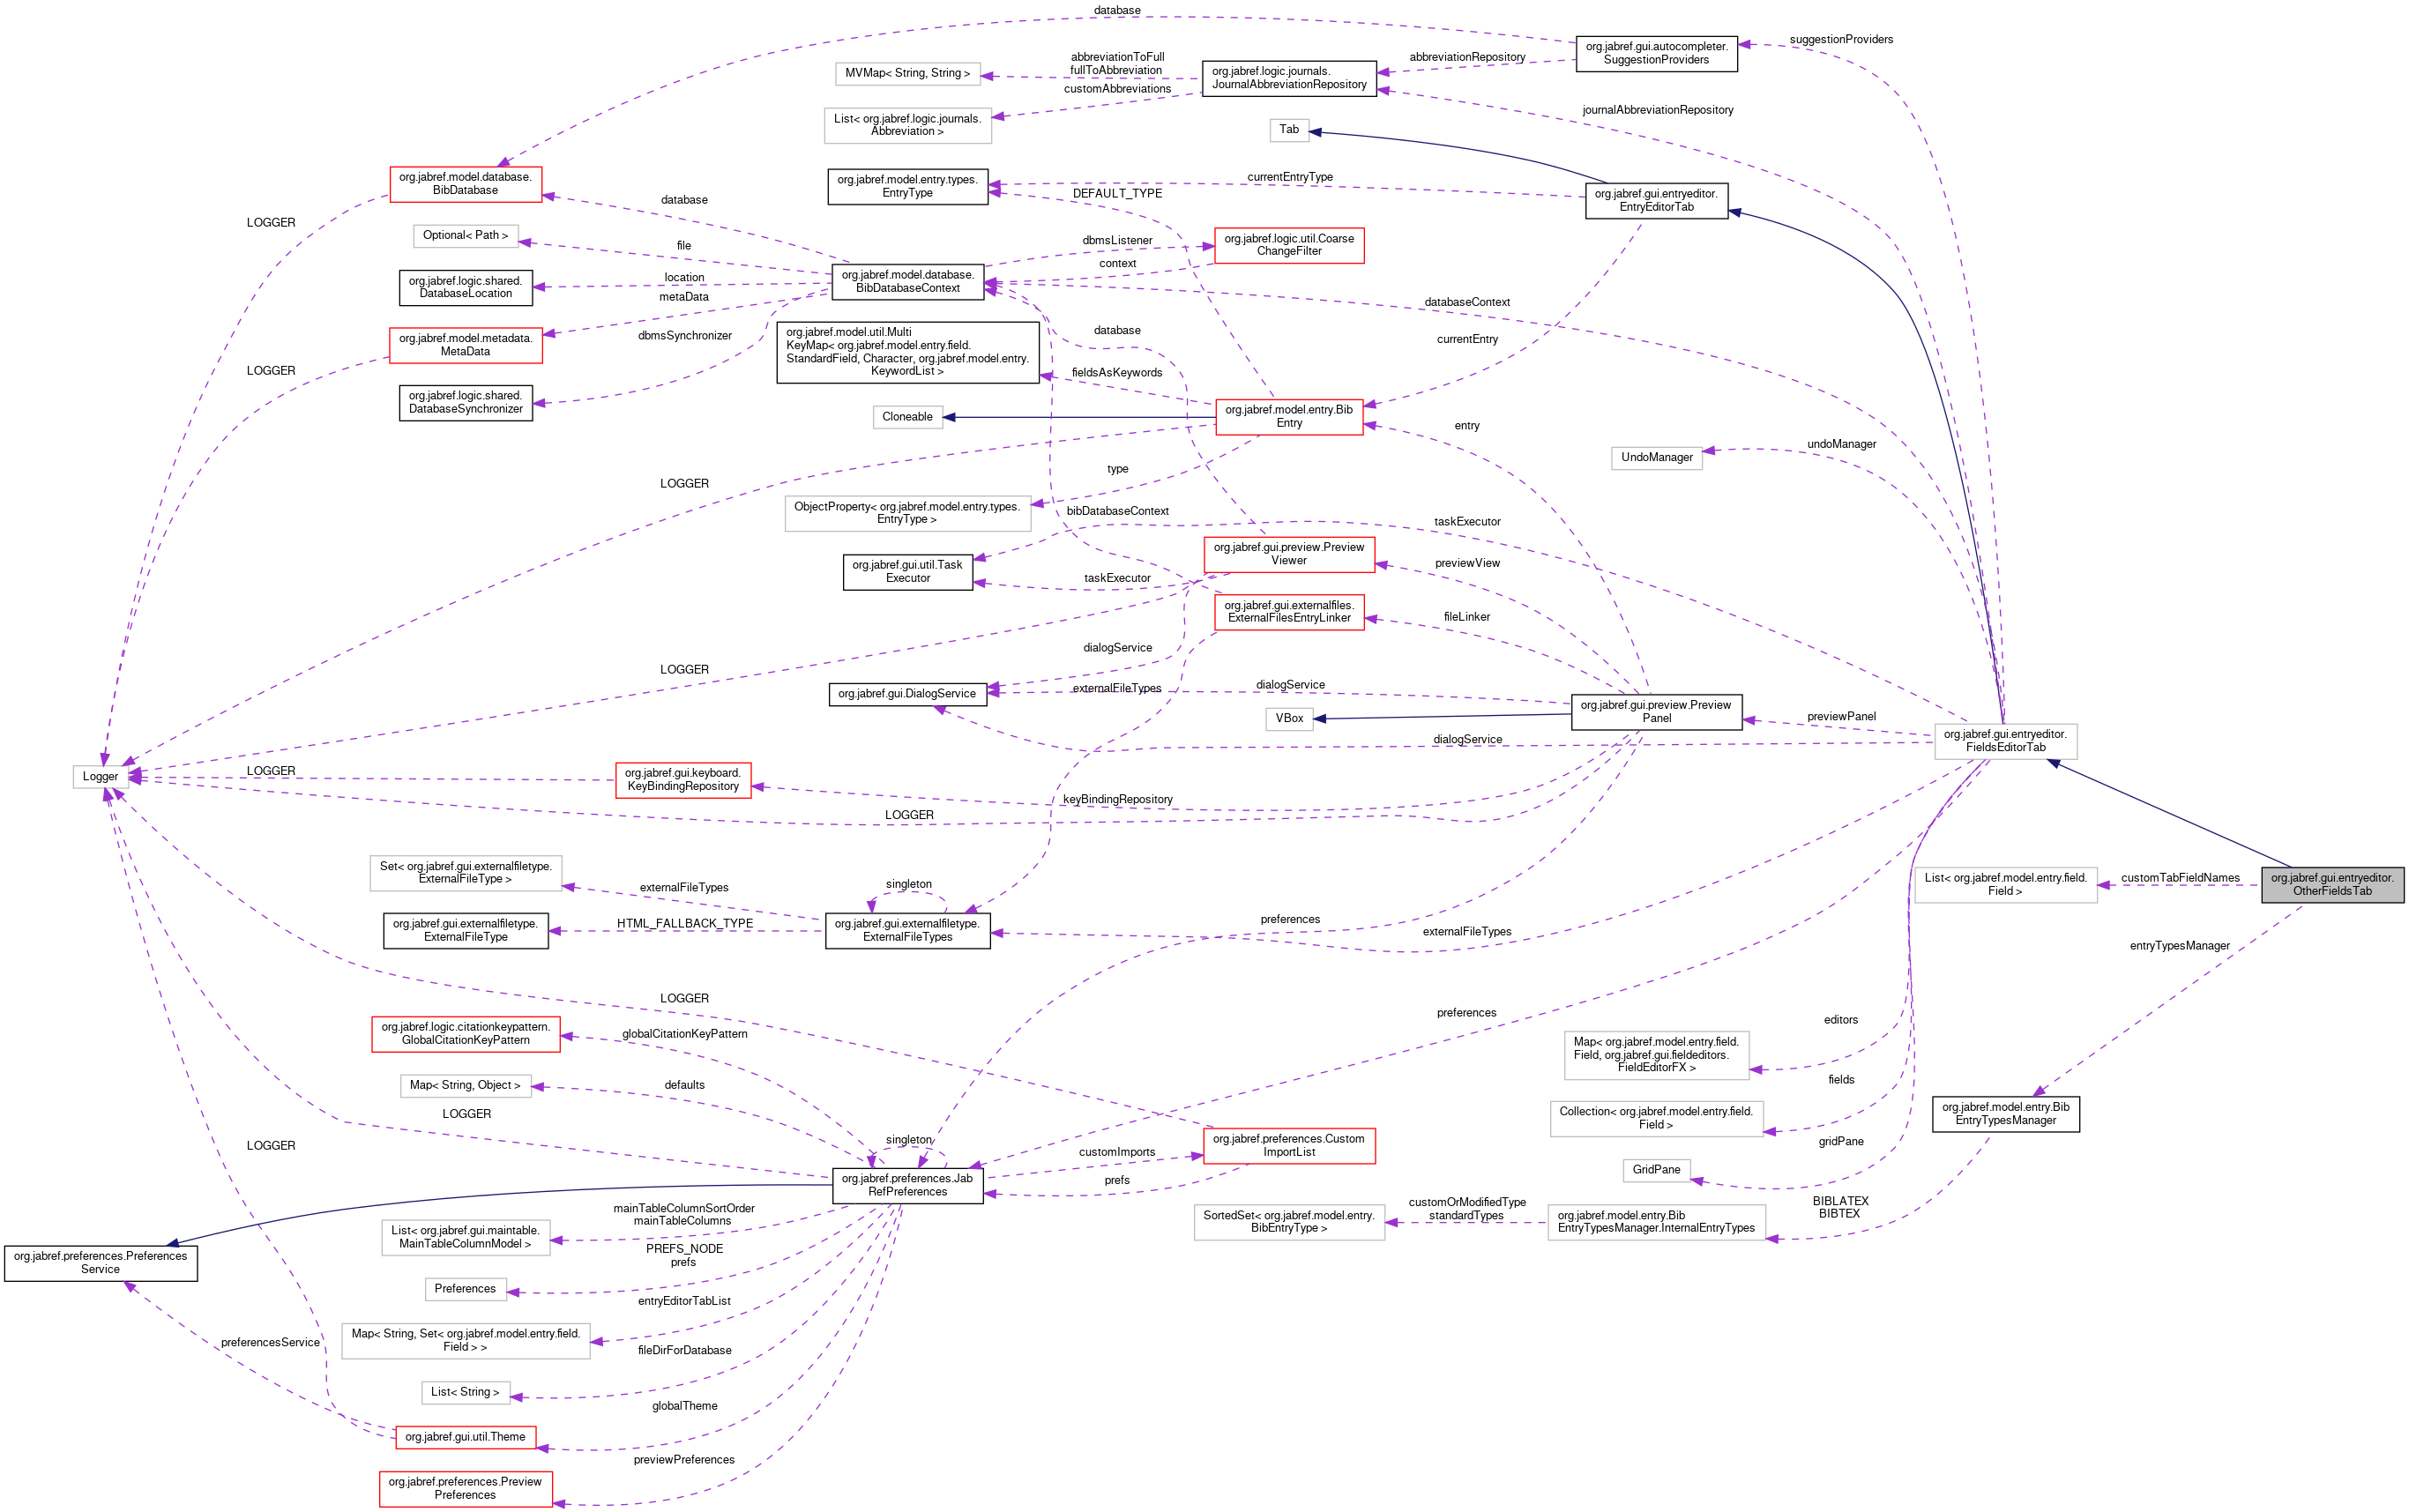 database
suggestionProviders
org.jabref.gui.autocompleter.
SuggestionProviders
abbreviationRepository
abbreviationToFull
fullToAbbreviation
customAbbreviations
MVMap< String, String >
org.jabref.logic.journals.
JournalAbbreviationRepository
List< org.jabref.logic.journals.
Abbreviation >
journalAbbreviationRepository
Tab
org.jabref.model.database.
BibDatabase
org.jabref.model.entry.types.
EntryType
currentEntryType
DEFAULT_TYPE
org.jabref.gui.entryeditor.
EntryEditorTab
database
LOGGER
Optional< Path >
file
dbmsListener
context
org.jabref.logic.util.Coarse
ChangeFilter
org.jabref.logic.shared.
DatabaseLocation
location
metaData
org.jabref.model.database.
BibDatabaseContext
databaseContext
org.jabref.model.metadata.
MetaData
dbmsSynchronizer
org.jabref.model.util.Multi
KeyMap< org.jabref.model.entry.field.
StandardField, Character, org.jabref.model.entry.
KeywordList >
database
currentEntry
LOGGER
fieldsAsKeywords
org.jabref.logic.shared.
DatabaseSynchronizer
Cloneable
org.jabref.model.entry.Bib
Entry
entry
undoManager
UndoManager
LOGGER
type
ObjectProperty< org.jabref.model.entry.types.
EntryType >
bibDatabaseContext
taskExecutor
org.jabref.gui.preview.Preview
Viewer
org.jabref.gui.util.Task
Executor
taskExecutor
previewView
org.jabref.gui.externalfiles.
ExternalFilesEntryLinker
fileLinker
dialogService
LOGGER
org.jabref.gui.DialogService
externalFileTypes
dialogService
VBox
org.jabref.gui.preview.Preview
Panel
previewPanel
org.jabref.gui.entryeditor.
FieldsEditorTab
dialogService
Logger
LOGGER
org.jabref.gui.keyboard.
KeyBindingRepository
keyBindingRepository
LOGGER
Set< org.jabref.gui.externalfiletype.
ExternalFileType >
externalFileTypes
singleton
List< org.jabref.model.entry.field.
Field >
customTabFieldNames
org.jabref.gui.entryeditor.
OtherFieldsTab
org.jabref.gui.externalfiletype.
ExternalFileType
HTML_FALLBACK_TYPE
org.jabref.gui.externalfiletype.
ExternalFileTypes
preferences
externalFileTypes
entryTypesManager
LOGGER
preferences
org.jabref.logic.citationkeypattern.
GlobalCitationKeyPattern
globalCitationKeyPattern
editors
Map< org.jabref.model.entry.field.
Field, org.jabref.gui.fieldeditors.
FieldEditorFX >
Map< String, Object >
defaults
fields
LOGGER
Collection< org.jabref.model.entry.field.
Field >
org.jabref.model.entry.Bib
EntryTypesManager
LOGGER
singleton
customImports
org.jabref.preferences.Custom
ImportList
gridPane
GridPane
org.jabref.preferences.Jab
RefPreferences
prefs
mainTableColumnSortOrder
mainTableColumns
List< org.jabref.gui.maintable.
MainTableColumnModel >
SortedSet< org.jabref.model.entry.
BibEntryType >
customOrModifiedType
standardTypes
org.jabref.model.entry.Bib
EntryTypesManager.InternalEntryTypes
BIBLATEX
BIBTEX
org.jabref.preferences.Preferences
Service
PREFS_NODE
prefs
Preferences
entryEditorTabList
Map< String, Set< org.jabref.model.entry.field.
Field > >
preferencesService
fileDirForDatabase
List< String >
globalTheme
org.jabref.gui.util.Theme
previewPreferences
org.jabref.preferences.Preview
Preferences